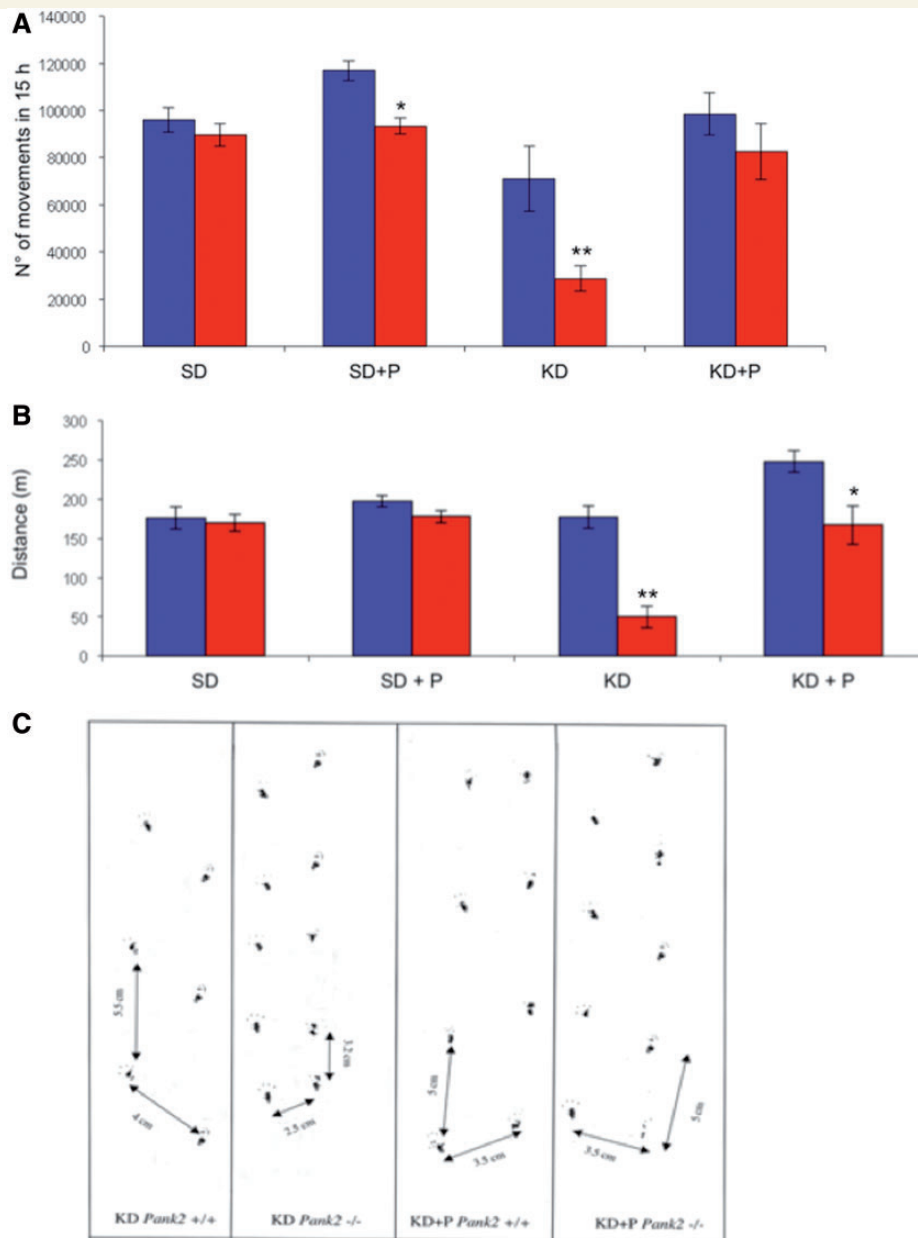 A
N° of movements in 15 h
140000
120000
100000
80000
60000
40000
20000
0
*
**
SD
SD+P
KD
KD+P
B
Distance (m)
300
250
200
150
100
50
0
**
*
SD
SD + P
KD
KD + P
C
5.5 cm
4 cm
3.2 cm
2.5 cm
5 cm
3.5 cm
3.5 cm
5 cm
KD Pank2 +/+
KD Pank2 -/-
KD+P Pank2 +/+
KD+P Pank2 -/-